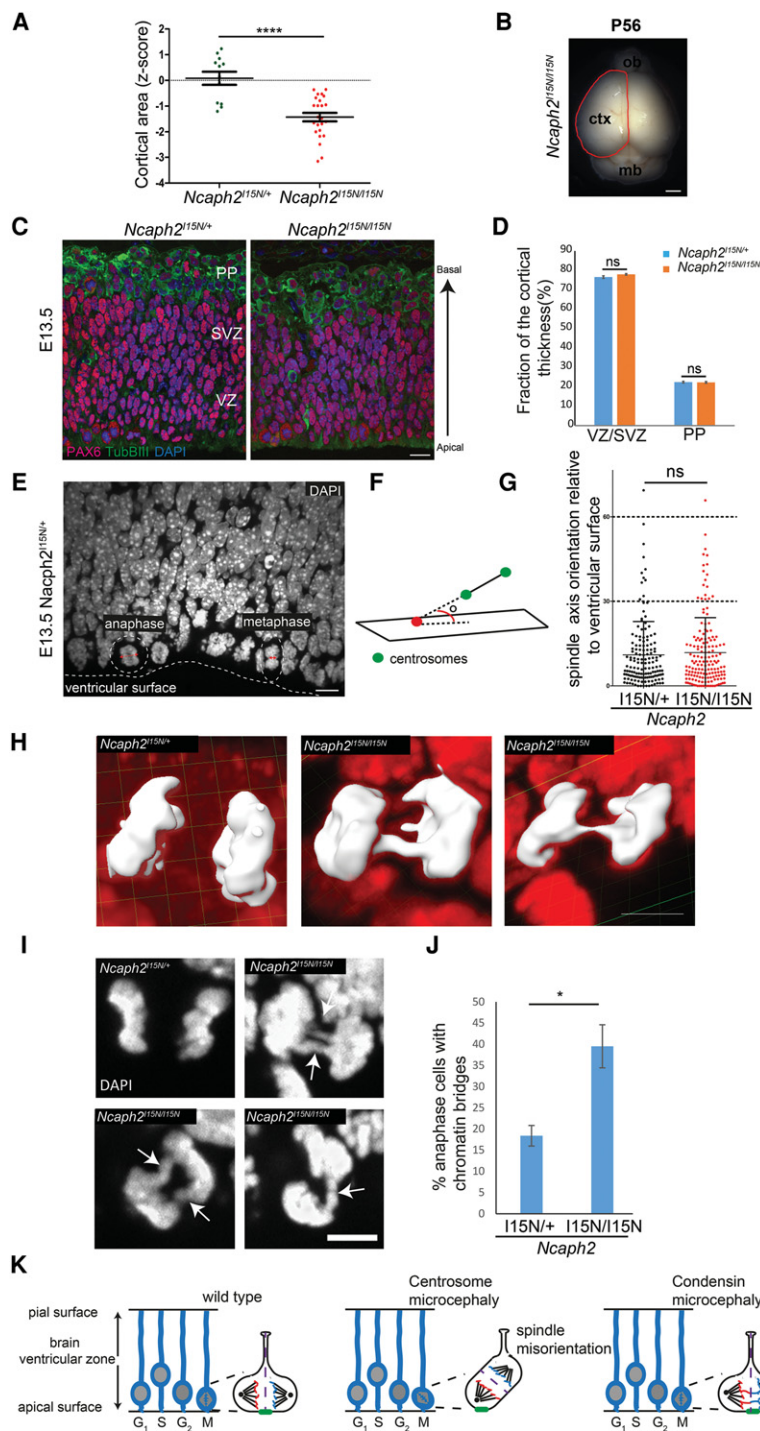 A
****
Cortical area (z-score)
2
1
0
-1
-2
-3
-4
Ncaph2I15N/+
Ncaph2I15N/I15N
B
P56
Ncaph2I15N/I15N
ob
ctx
mb
C
Ncaph2I15N/+
Ncaph2I15N/I15N
E13.5
PP
SVZ
VZ
PAX6 TubBIII DAPI
Basal
Apical
D
Fraction of the cortical
thickness(%)
90
80
70
60
50
40
30
20
10
0
ns
ns
VZ/SVZ
PP
Ncaph2I15N/+
Ncaph2I15N/I15N
E
E13.5 Nacph2I15N/+
DAPI
anaphase
metaphase
ventricular surface
F
centrosomes
G
spindle axis orientation relative
to ventricular surface
ns
60
30
0
I15N/+ I15N/I15N
Ncaph2
H
Ncaph2I15N/+
Ncaph2I15N/I15N
Ncaph2I15N/I15N
I
Ncaph2I15N/+
Ncaph2I15N/I15N
DAPI
Ncaph2I15N/I15N
Ncaph2I15N/I15N
J
% anaphase cells with
chromatin bridges
50
45
40
35
30
25
20
15
10
5
0
*
I15N/+ I15N/I15N
Ncaph2
K
wild type
Centrosome
microcephaly
Condensin
microcephaly
pial surface
brain
ventricular zone
apical surface
spindle
misorientation
G1 S G2 M
G1 S G2 M
G1 S G2 M